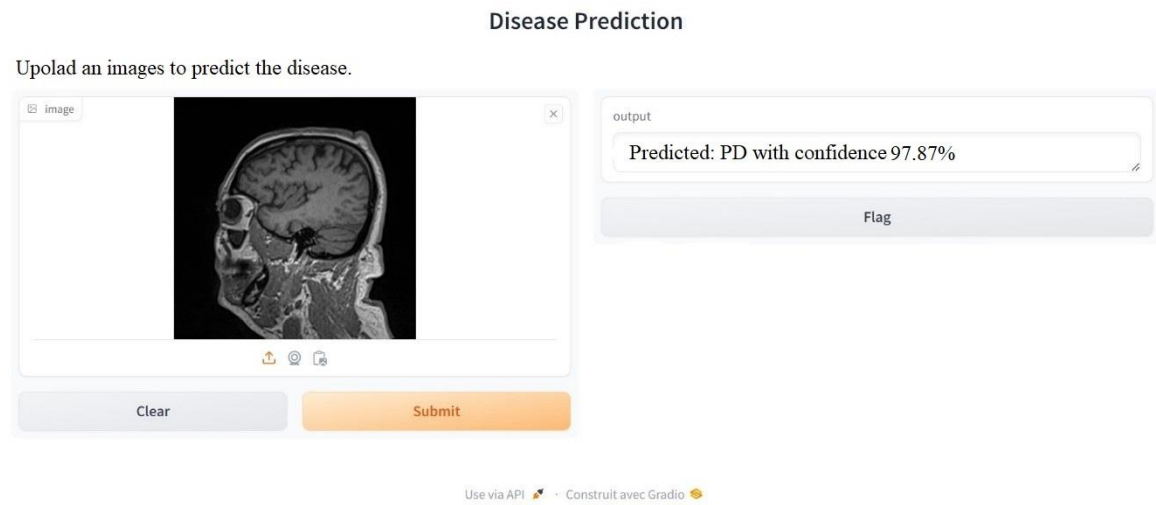 Disease Prediction
Upolad an images to predict the disease.
image
output
Predicted: PD with confidence 97.87%
Flag
Clear
Submit
Use via API · Construit avec Gradio